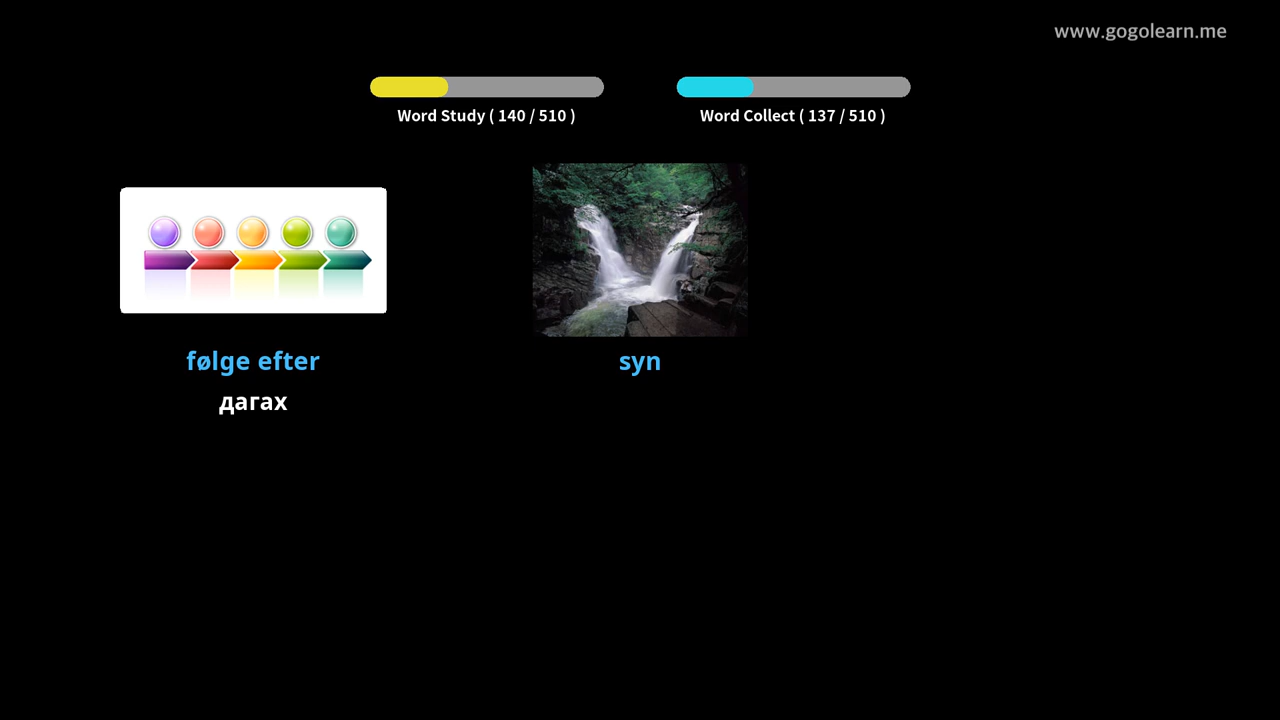 www.gogolearn.me
Word Study ( 140 / 510 )
Word Collect ( 137 / 510 )
følge efter
syn
дагах